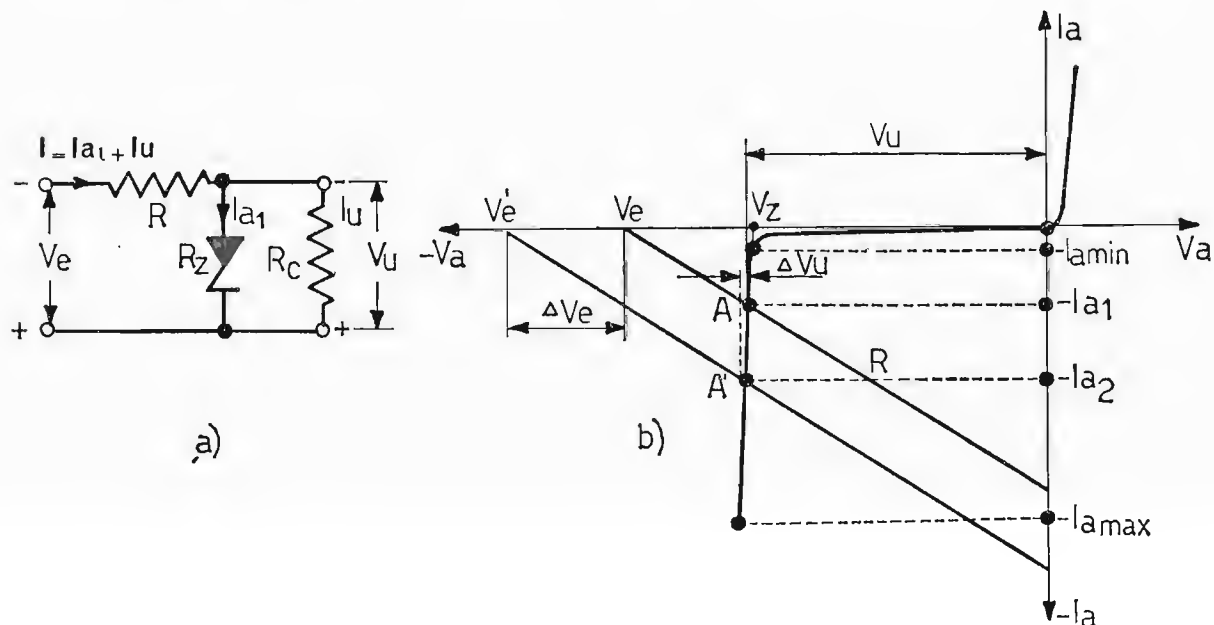 I = Ia₁ + Iu
-
R
Ia₁
Iu
Ve
Rz
Rc
Vu
+
+
a)
Ia
Vu
V'e
Ve
Vz
-Va
Va
-Iamin
ΔVu
ΔVe
A
-Ia₁
R
A'
-Ia₂
b)
-Iamax
-Ia